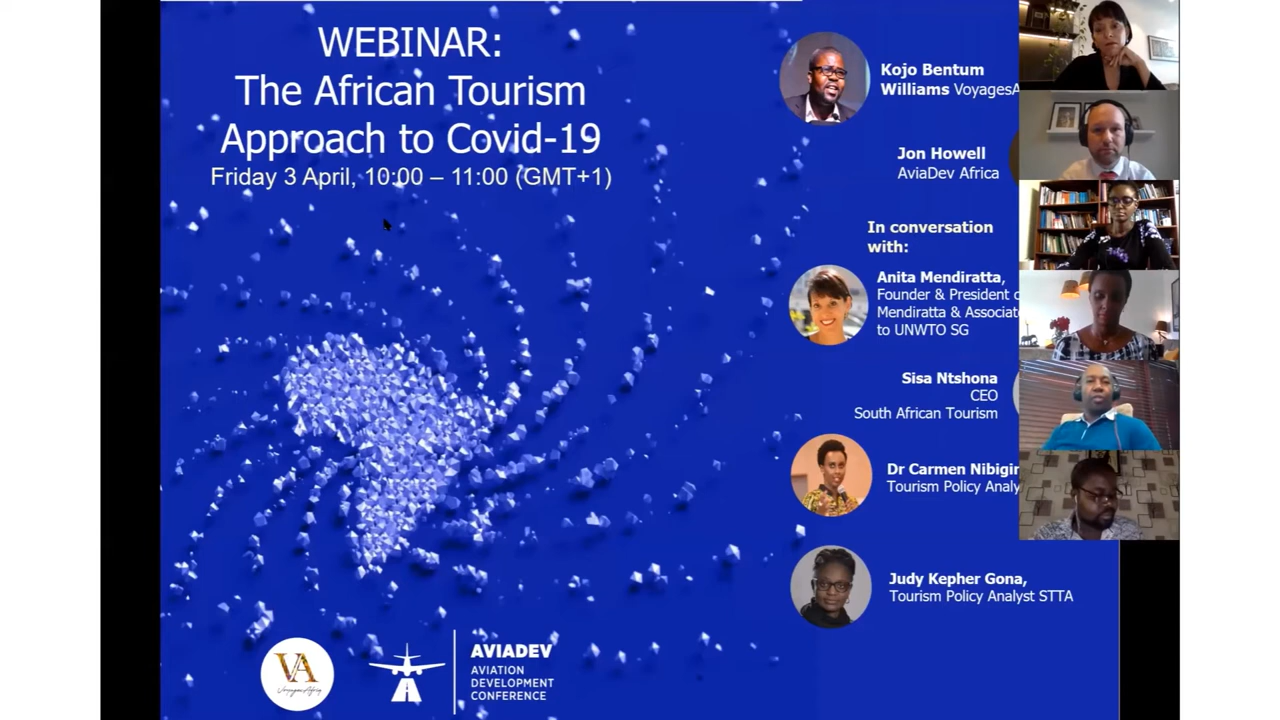 WEBINAR:
The African Tourism
Approach to Covid-19
Friday 3 April, 10:00 – 11:00 (GMT+1)
Kojo Bentum
Williams VoyagesA
Jon Howell
AviaDev Africa
In conversation
with:
Anita Mendiratta,
Founder & President
Mendiratta & Associat
to UNWTO SG
Sisa Ntshona
CEO
South African Tourism
Dr Carmen Nibigir
Tourism Policy Analy
Judy Kepher Gona,
Tourism Policy Analyst STTA
VA
VoyagesAfriq
AVIADEV
AVIATION
DEVELOPMENT
CONFERENCE